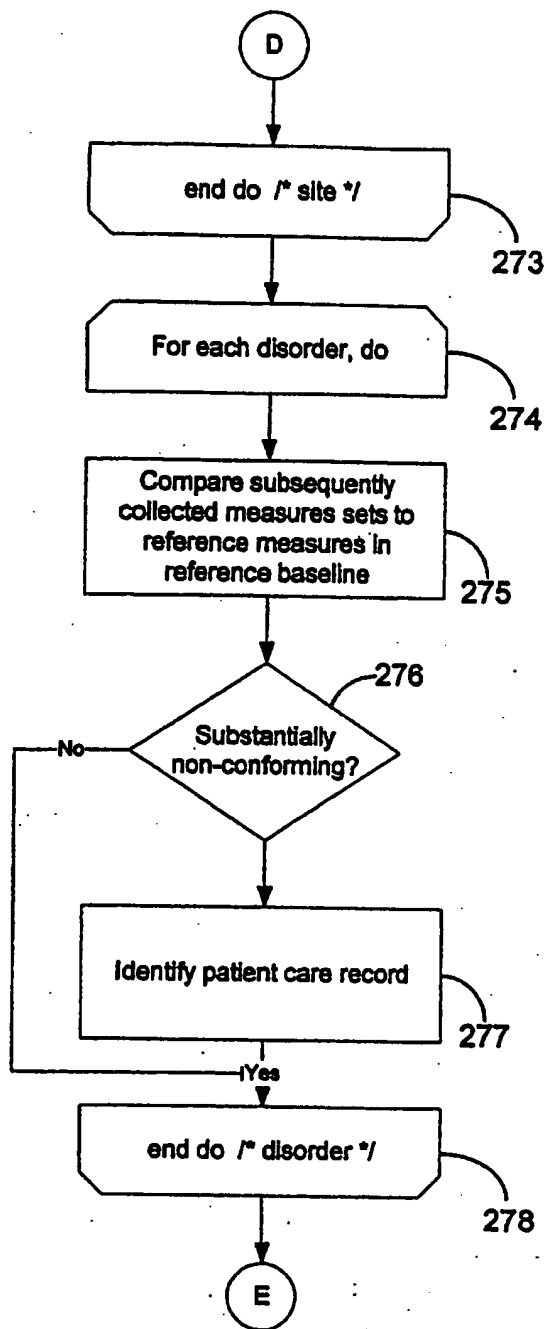 D
end do /* site */
273
For each disorder, do
274
Compare subsequently
collected measures sets to
reference measures in
reference baseline
275
276
Substantially
non-conforming?
No
Identify patient care record
277
Yes
end do /* disorder */
278
E